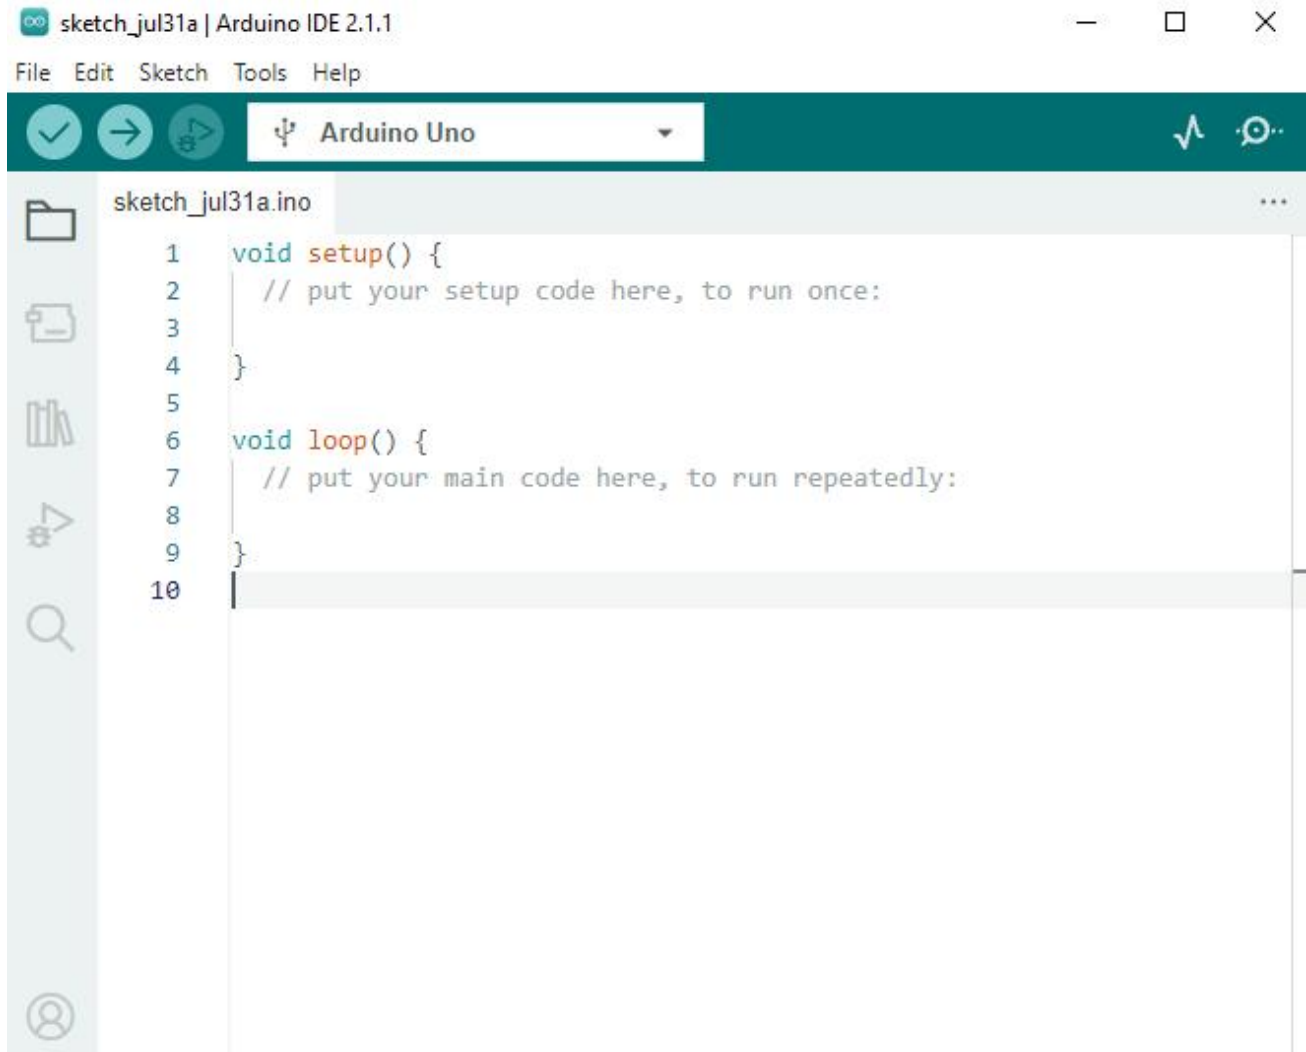 sketch_jul31a | Arduino IDE 2.1.1
File Edit Sketch Tools Help
Arduino Uno
sketch_jul31a.ino
1 void setup() {
2 // put your setup code here, to run once:
3
4 }
5
6 void loop() {
7 // put your main code here, to run repeatedly:
8
9 }
10